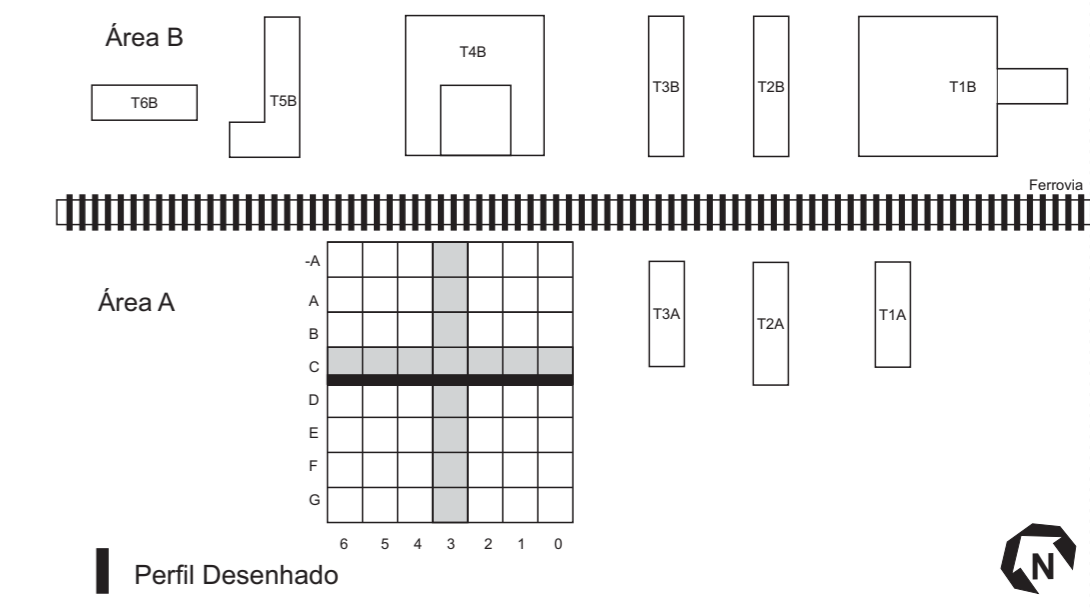 Área B
T6B
T5B
T4B
T3B
T2B
T1B
Ferrovia
Área A
-A
A
B
C
D
E
F
G
T3A
T2A
T1A
6 5 4 3 2 1 0
Perfil Desenhado
N